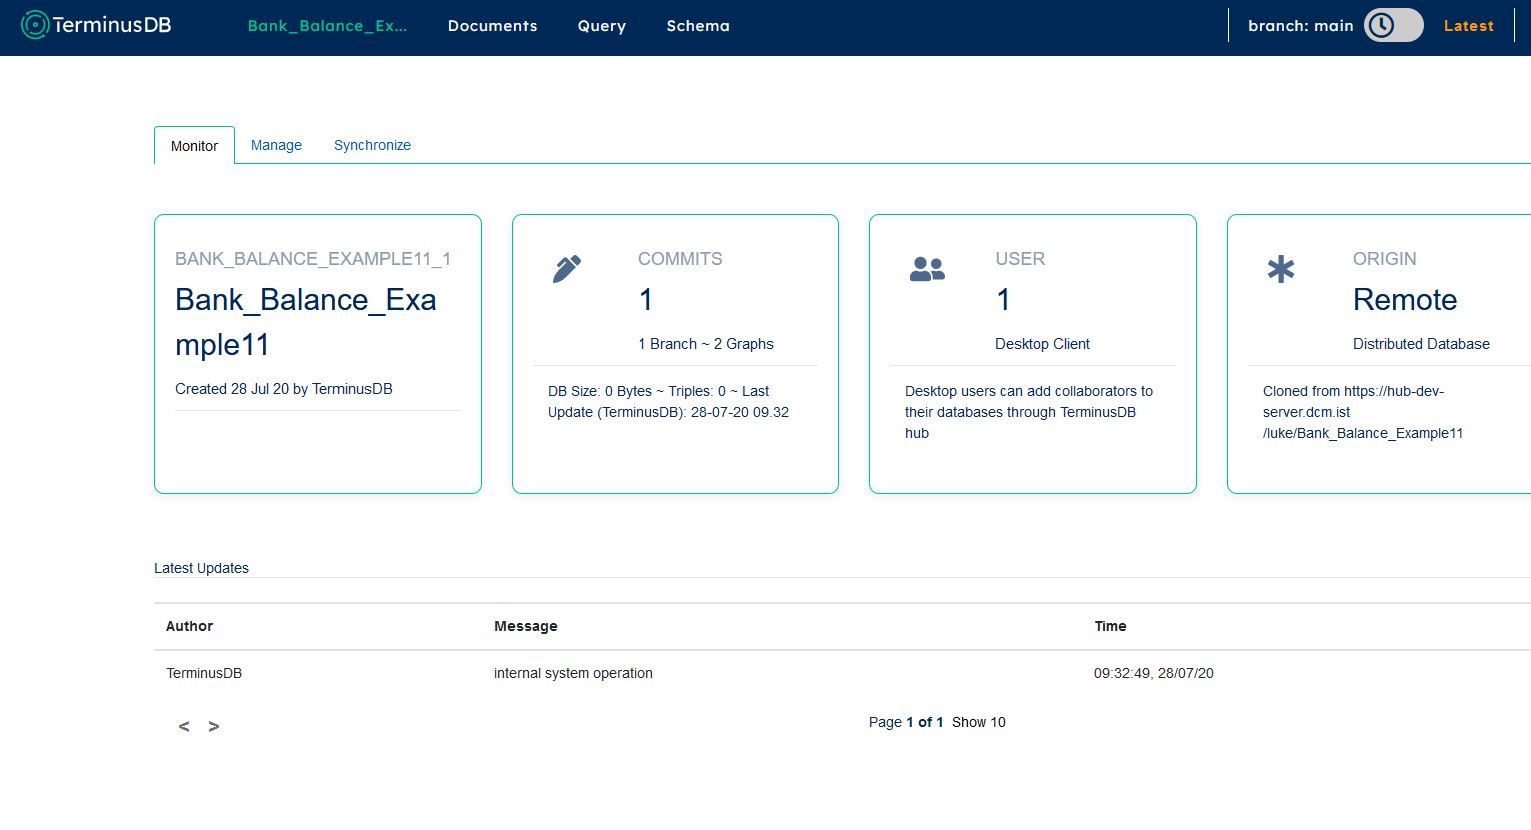 TerminusDB Bank_Balance_Ex... Documents Query Schema branch: main Latest
Monitor Manage Synchronize
BANK_BALANCE_EXAMPLE11_1
Bank_Balance_Exa
mple11
Created 28 Jul 20 by TerminusDB
COMMITS
1
1 Branch ~ 2 Graphs
DB Size: 0 Bytes ~ Triples: 0 ~ Last
Update (TerminusDB): 28-07-20 09.32
USER
1
Desktop Client
Desktop users can add collaborators to
their databases through TerminusDB
hub
ORIGIN
Remote
Distributed Database
Cloned from https://hub-dev-
server.dcm.ist
/luke/Bank_Balance_Example11
Latest Updates
Author Message Time
TerminusDB internal system operation 09:32:49, 28/07/20
< > Page 1 of 1 Show 10